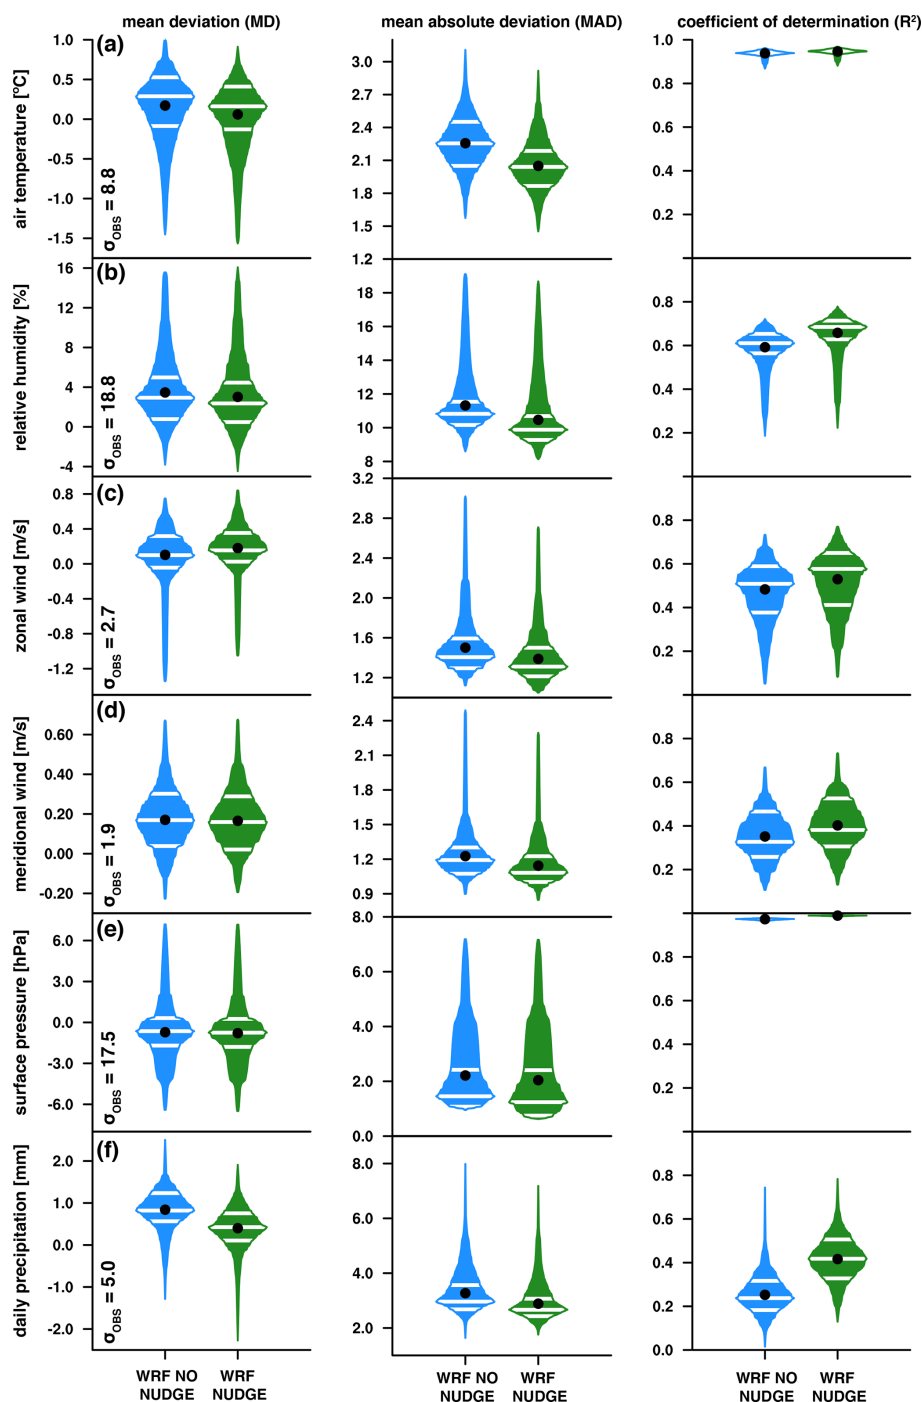 mean deviation (MD)
mean absolute deviation (MAD)
coefficient of determination (R²)
(a)
air temperature [ºC]
σOBS = 8.8
1.0
0.5
0.0
-0.5
-1.0
-1.5
3.0
2.7
2.4
2.1
1.8
1.5
1.2
1.0
0.8
0.6
0.4
0.2
(b)
relative humidity [%]
σOBS = 18.8
16
12
8
4
0
-4
18
16
14
12
10
8
0.8
0.6
0.4
0.2
(c)
zonal wind [m/s]
σOBS = 2.7
0.8
0.4
0.0
-0.4
-0.8
-1.2
3.2
2.8
2.4
2.0
1.6
1.2
0.8
0.6
0.4
0.2
(d)
meridional wind [m/s]
σOBS = 1.9
0.60
0.40
0.20
0.00
-0.20
2.4
2.1
1.8
1.5
1.2
0.9
0.8
0.6
0.4
0.2
(e)
surface pressure [hPa]
σOBS = 17.5
6.0
3.0
0.0
-3.0
-6.0
8.0
6.0
4.0
2.0
0.0
0.8
0.6
0.4
0.2
(f)
daily precipitation [mm]
σOBS = 5.0
2.0
1.0
0.0
-1.0
-2.0
8.0
6.0
4.0
2.0
0.8
0.6
0.4
0.2
0.0
WRF NO
NUDGE
WRF
NUDGE
WRF NO
NUDGE
WRF
NUDGE
WRF NO
NUDGE
WRF
NUDGE